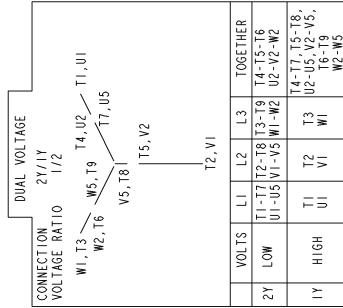 DUAL VOLTAGE
CONNECTION 2Y/1Y
VOLTAGE RATIO 1/2
W1,T3
W2,T6
W5,T9
V5,T8
T4,U2
T7,U5
T1,U1
T5,V2
T2,V1
VOLTS L1 L2 L3 TOGETHER
2Y LOW T1-T7 T2-T8 T3-T9 T4-T5-T6
U1-U5 V1-V5 W1-W2 U2-V2-W2
1Y HIGH T1 T2 T3 T4-T7,T5-T8,
U1 V1 W1 U2-U5,V2-V5,
T6-T9
W2-W5